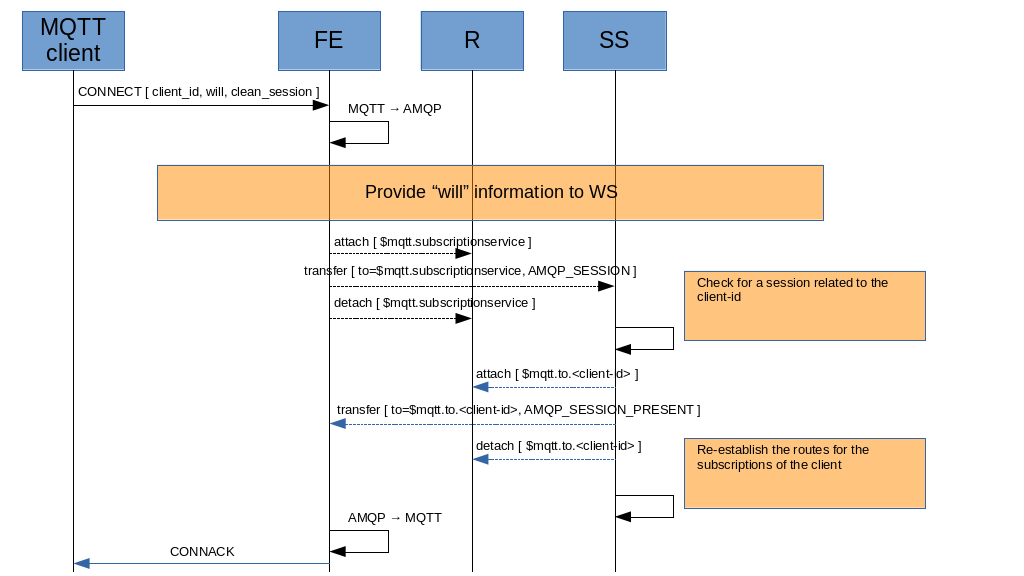 MQTT
client
FE
R
SS
CONNECT [ client_id, will, clean_session ]
MQTT → AMQP
Provide “will” information to WS
attach [ $mqtt.subscriptionservice ]
transfer [ to=$mqtt.subscriptionservice, AMQP_SESSION ]
Check for a session related to the
client-id
detach [ $mqtt.subscriptionservice ]
attach [ $mqtt.to.<client-id> ]
transfer [ to=$mqtt.to.<client-id>, AMQP_SESSION_PRESENT ]
detach [ $mqtt.to.<client-id> ]
Re-establish the routes for the
subscriptions of the client
AMQP → MQTT
CONNACK